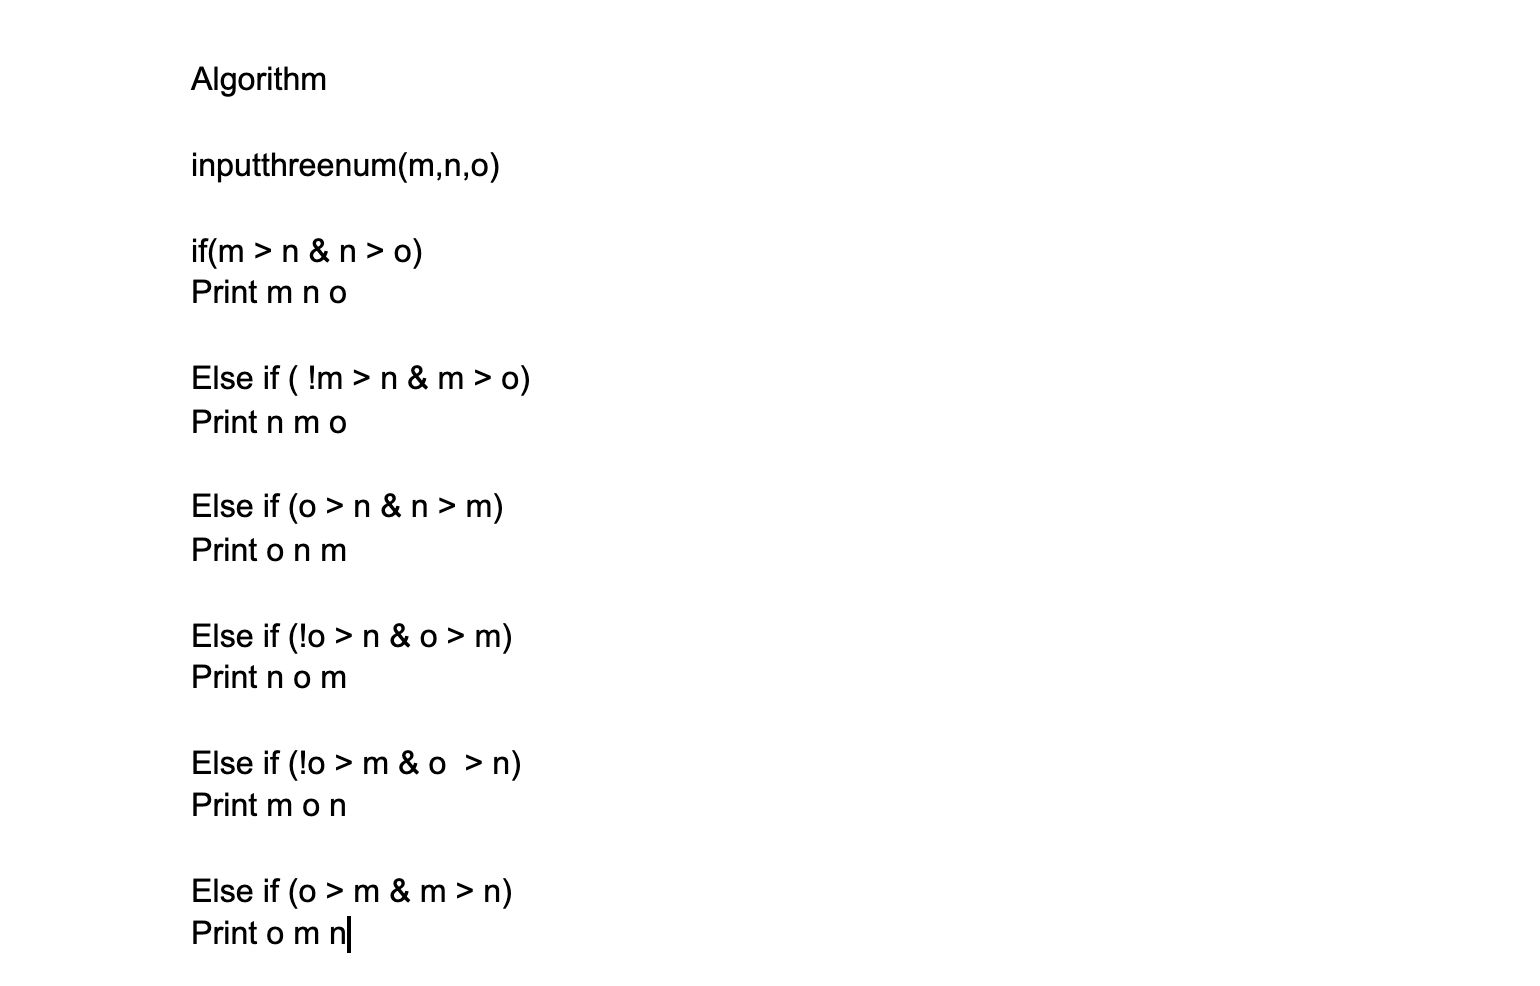 Algorithm
inputthreenum(m,n,o)
if(m > n & n > o)
Print m n o
Else if ( !m > n & m > o)
Print n m o
Else if (o > n & n > m)
Print o n m
Else if (!o > n & o > m)
Print n o m
Else if (!o > m & o  > n)
Print m o n
Else if (o > m & m > n)
Print o m n